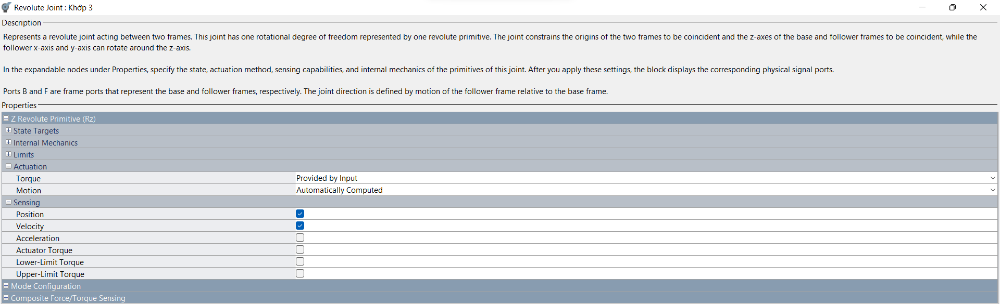 Revolute Joint : Khớp 3
Description
Represents a revolute joint acting between two frames. This joint has one rotational degree of freedom represented by one revolute primitive. The joint constrains the origins of the two frames to be coincident and the z-axes of the base and follower frames to be coincident, while the
follower x-axis and y-axis can rotate around the z-axis.
In the expandable nodes under Properties, specify the state, actuation method, sensing capabilities, and internal mechanics of the primitives of this joint. After you apply these settings, the block displays the corresponding physical signal ports.
Ports B and F are frame ports that represent the base and follower frames, respectively. The joint direction is defined by motion of the follower frame relative to the base frame.
Properties
Z Revolute Primitive (Rz)
State Targets
Internal Mechanics
Limits
Actuation
Torque Provided by Input
Motion Automatically Computed
Sensing
Position
Velocity
Acceleration
Actuator Torque
Lower-Limit Torque
Upper-Limit Torque
Mode Configuration
Composite Force/Torque Sensing